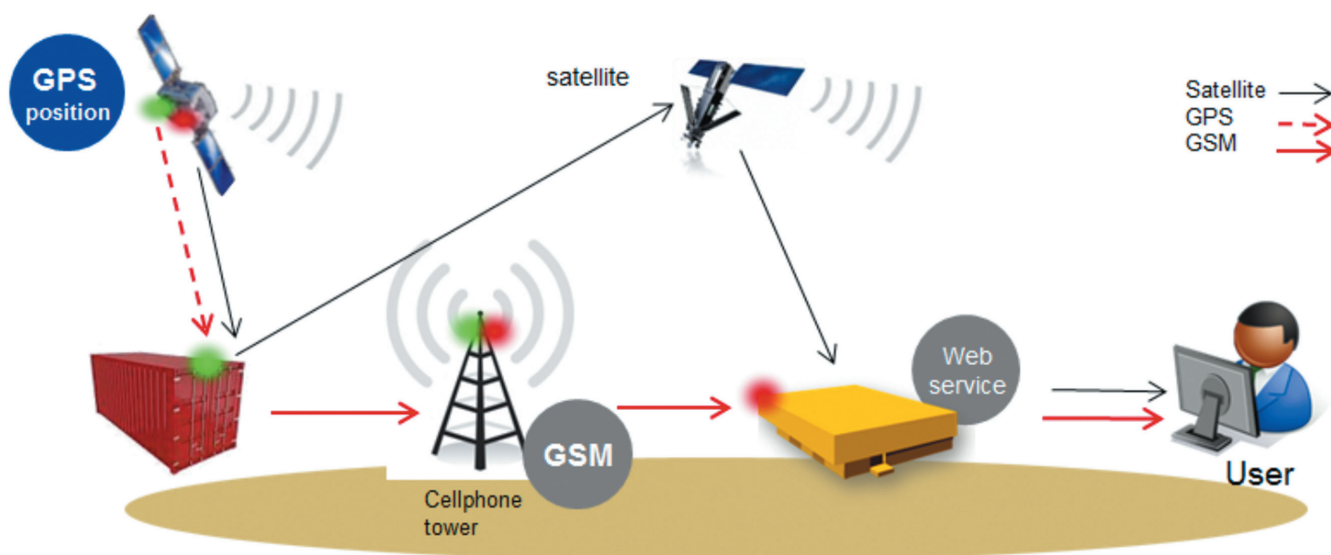 GPS
position
satellite
Satellite
GPS
GSM
Web
service
GSM
Cellphone
tower
User